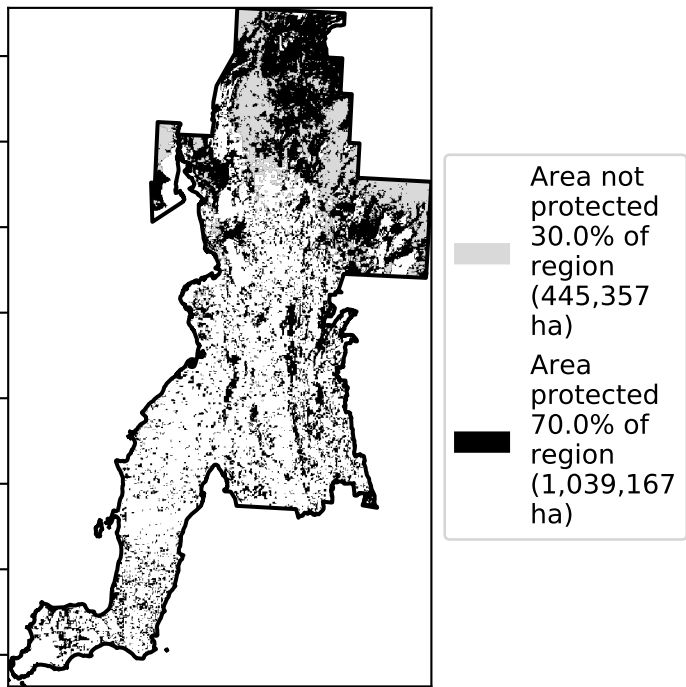 Area not
protected
30.0% of
region
(445,357
ha)
Area
protected
70.0% of
region
(1,039,167
ha)